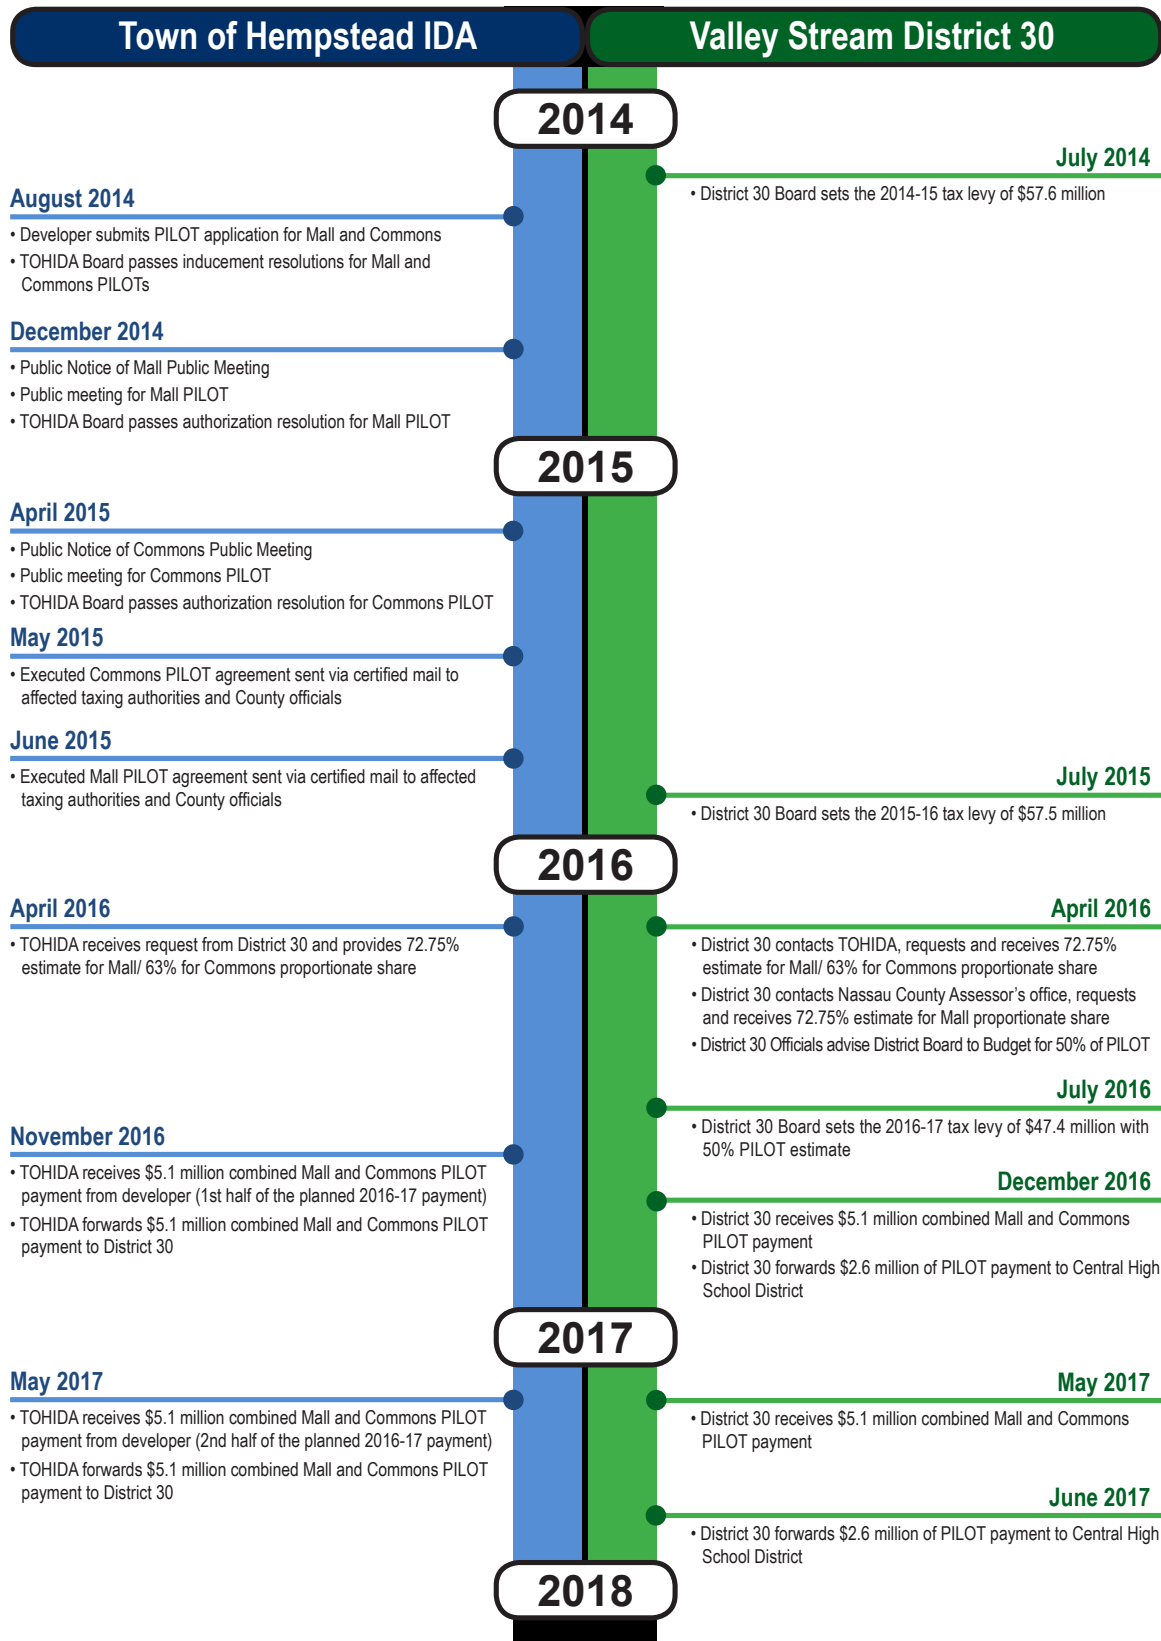 Town of Hempstead IDA
Valley Stream District 30
2014
July 2014
• District 30 Board sets the 2014-15 tax levy of $57.6 million
August 2014
• Developer submits PILOT application for Mall and Commons
• TOHIDA Board passes inducement resolutions for Mall and
Commons PILOTs
December 2014
• Public Notice of Mall Public Meeting
• Public meeting for Mall PILOT
• TOHIDA Board passes authorization resolution for Mall PILOT
2015
April 2015
• Public Notice of Commons Public Meeting
• Public meeting for Commons PILOT
• TOHIDA Board passes authorization resolution for Commons PILOT
May 2015
• Executed Commons PILOT agreement sent via certified mail to
affected taxing authorities and County officials
June 2015
• Executed Mall PILOT agreement sent via certified mail to affected
taxing authorities and County officials
July 2015
• District 30 Board sets the 2015-16 tax levy of $57.5 million
2016
April 2016
• TOHIDA receives request from District 30 and provides 72.75%
estimate for Mall/ 63% for Commons proportionate share
April 2016
• District 30 contacts TOHIDA, requests and receives 72.75%
estimate for Mall/ 63% for Commons proportionate share
• District 30 contacts Nassau County Assessor's office, requests
and receives 72.75% estimate for Mall proportionate share
• District 30 Officials advise District Board to Budget for 50% of PILOT
July 2016
• District 30 Board sets the 2016-17 tax levy of $47.4 million with
50% PILOT estimate
November 2016
• TOHIDA receives $5.1 million combined Mall and Commons PILOT
payment from developer (1st half of the planned 2016-17 payment)
• TOHIDA forwards $5.1 million combined Mall and Commons PILOT
payment to District 30
December 2016
• District 30 receives $5.1 million combined Mall and Commons
PILOT payment
• District 30 forwards $2.6 million of PILOT payment to Central High
School District
2017
May 2017
• TOHIDA receives $5.1 million combined Mall and Commons PILOT
payment from developer (2nd half of the planned 2016-17 payment)
• TOHIDA forwards $5.1 million combined Mall and Commons PILOT
payment to District 30
May 2017
• District 30 receives $5.1 million combined Mall and Commons
PILOT payment
June 2017
• District 30 forwards $2.6 million of PILOT payment to Central High
School District
2018